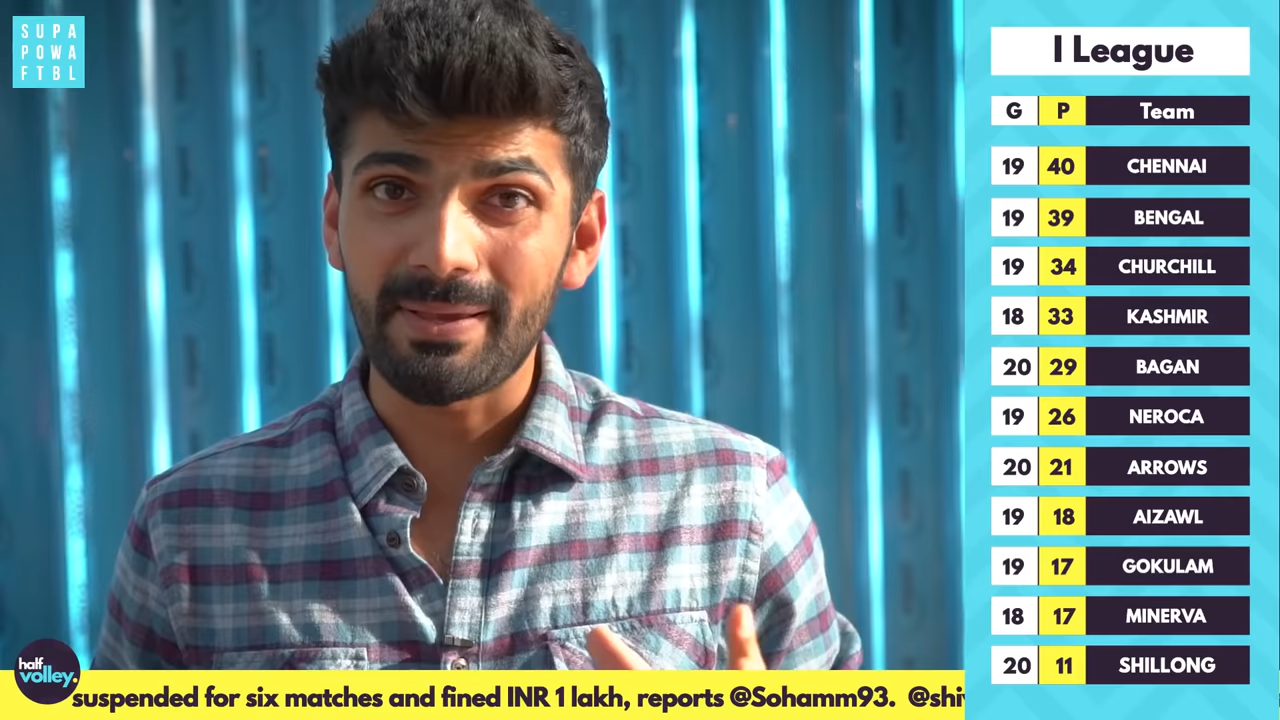 SUPA
POWA
FTBL
I League
G P Team
19 40 CHENNAI
19 39 BENGAL
19 34 CHURCHILL
18 33 KASHMIR
20 29 BAGAN
19 26 NEROCA
20 21 ARROWS
19 18 AIZAWL
19 17 GOKULAM
18 17 MINERVA
20 11 SHILLONG
half
volley.
suspended for six matches and fined INR 1 lakh, reports @Sohamm93. @shiv